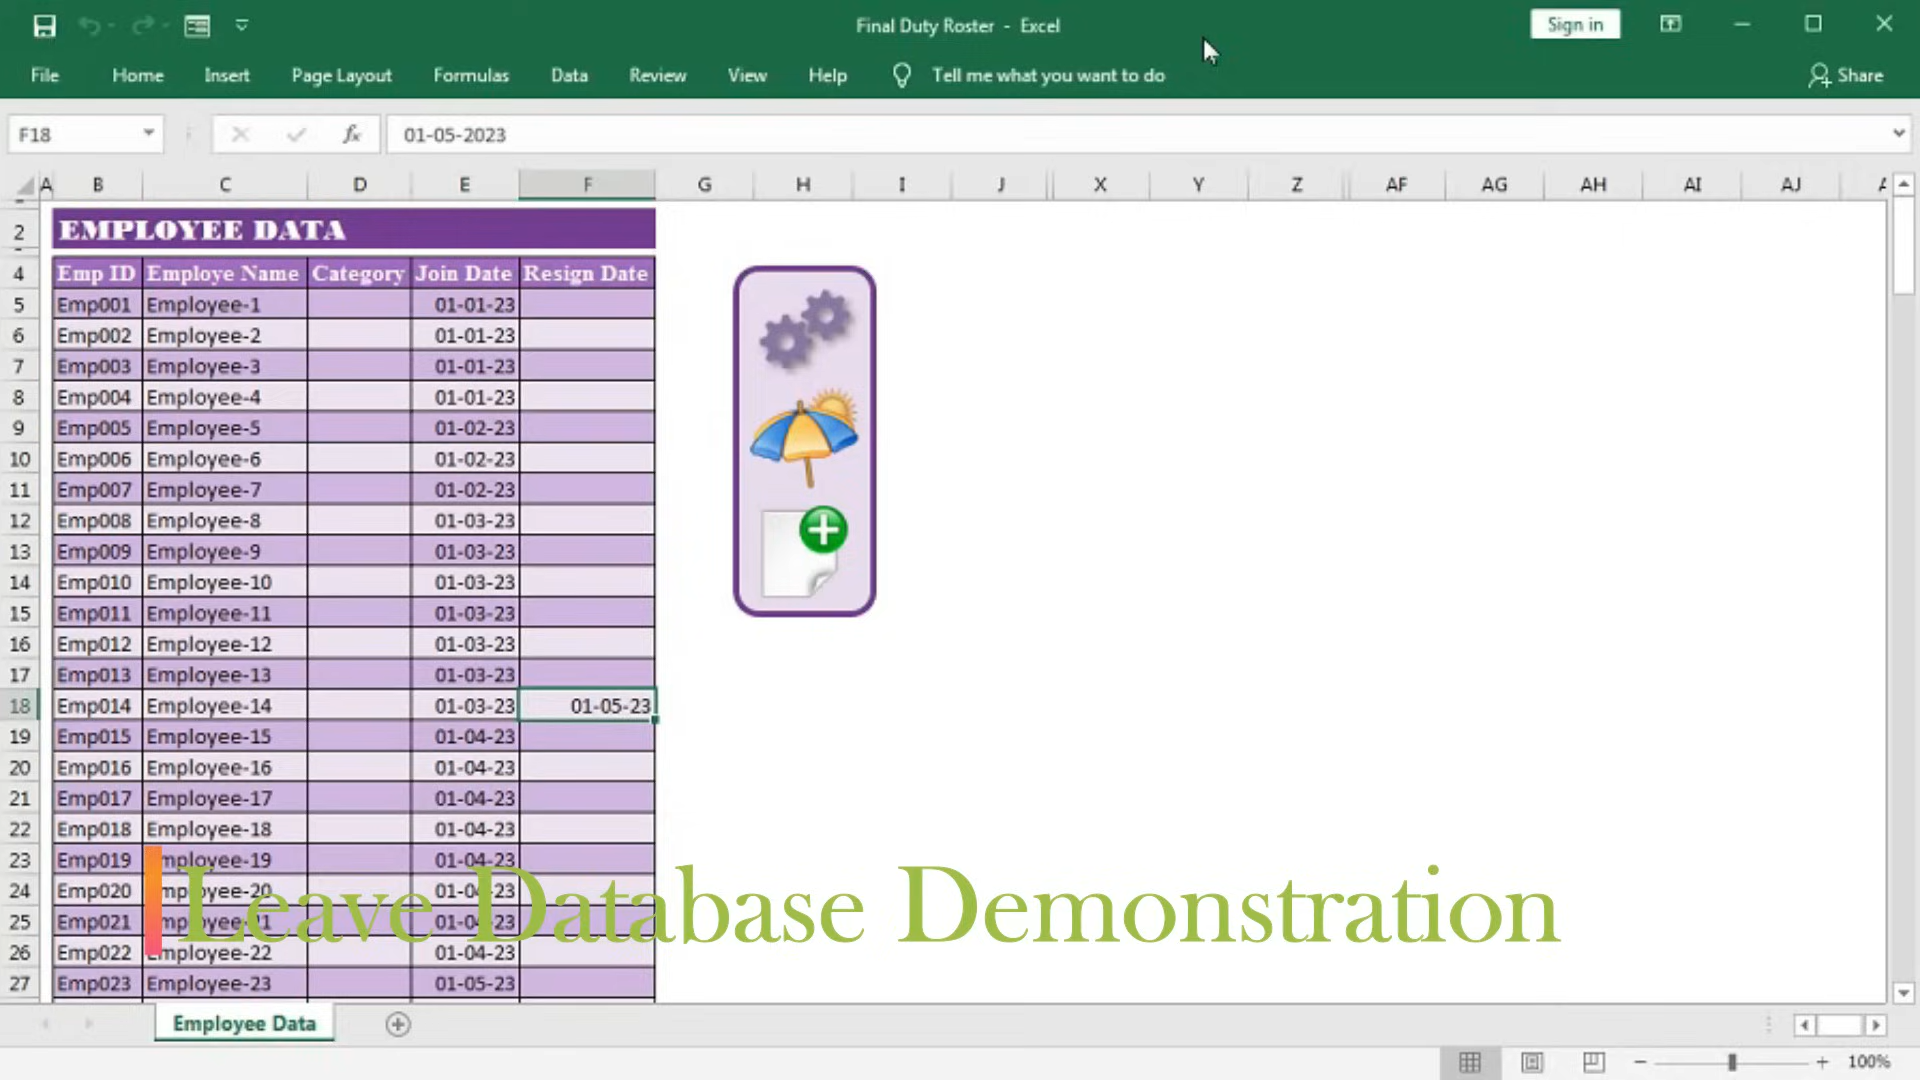 Final Duty Roster - Excel
Sign in
File Home Insert Page Layout Formulas Data Review View Help Tell me what you want to do Share
F18 fx 01-05-2023
A B C D E F G H I J X Y Z AF AG AH AI AJ
2 EMPLOYEE DATA
4 Emp ID Employe Name Category Join Date Resign Date
5 Emp001 Employee-1 01-01-23
6 Emp002 Employee-2 01-01-23
7 Emp003 Employee-3 01-01-23
8 Emp004 Employee-4 01-01-23
9 Emp005 Employee-5 01-02-23
10 Emp006 Employee-6 01-02-23
11 Emp007 Employee-7 01-02-23
12 Emp008 Employee-8 01-03-23
13 Emp009 Employee-9 01-03-23
14 Emp010 Employee-10 01-03-23
15 Emp011 Employee-11 01-03-23
16 Emp012 Employee-12 01-03-23
17 Emp013 Employee-13 01-03-23
18 Emp014 Employee-14 01-03-23 01-05-23
19 Emp015 Employee-15 01-04-23
20 Emp016 Employee-16 01-04-23
21 Emp017 Employee-17 01-04-23
22 Emp018 Employee-18 01-04-23
23 Emp019 mployee-19 01-04-23
24 Emp020 mployee-20
25 Emp021
26 Emp022 Employee-22 01-04-23
27 Emp023 Employee-23 01-05-23
Leave Database Demonstration
Employee Data
100%